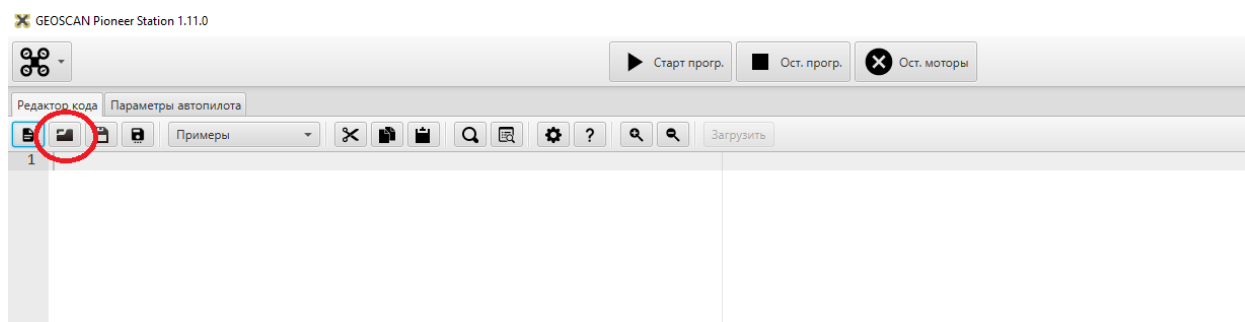 GEOSCAN Pioneer Station 1.11.0
Старт прогр. Ост. прогр. Ост. моторы
Редактор кода Параметры автопилота
Примеры ? Загрузить
1